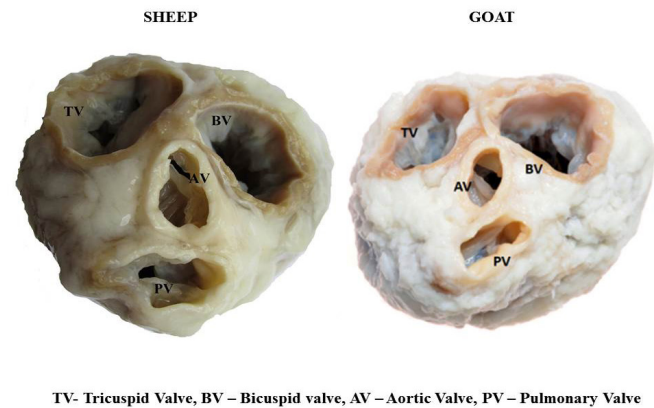 SHEEP
GOAT
TV
BV
AV
PV
TV
BV
AV
PV
TV- Tricuspid Valve, BV – Bicuspid valve, AV – Aortic Valve, PV – Pulmonary Valve